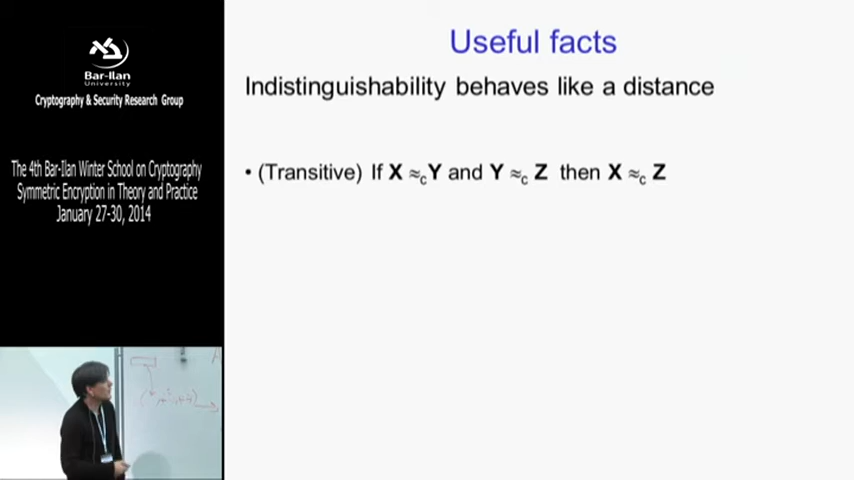 Bar-Ilan
University
Cryptography & Security Research Group
The 4th Bar-Ilan Winter School on Cryptography
Symmetric Encryption in Theory and Practice
January 27-30, 2014
Useful facts
Indistinguishability behaves like a distance
• (Transitive) If X ≈c Y and Y ≈c Z then X ≈c Z